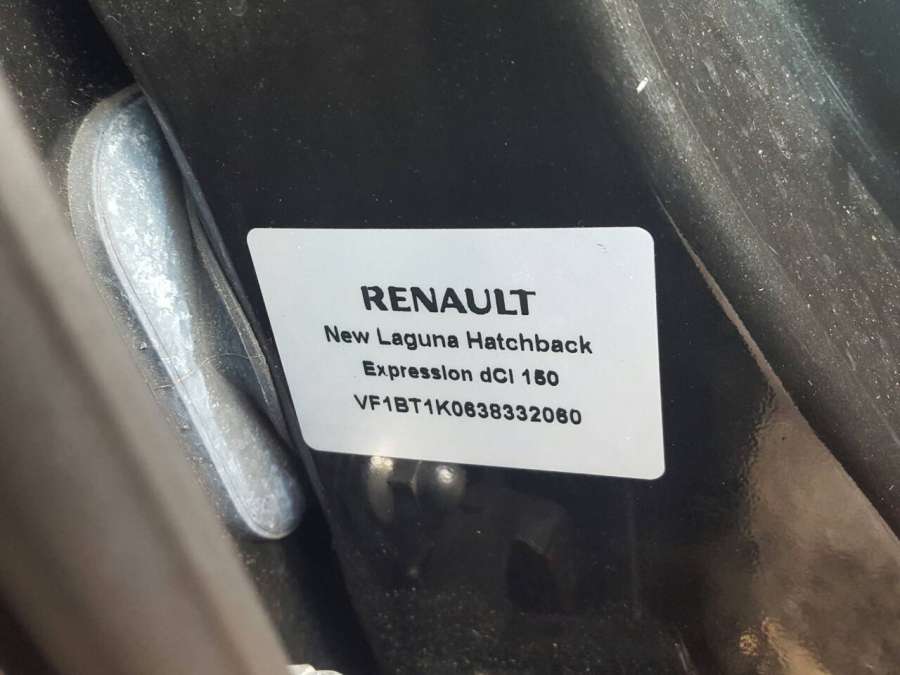 RENAULT
New Laguna Hatchback
Expression dCi 150
VF1BT1K0638332060